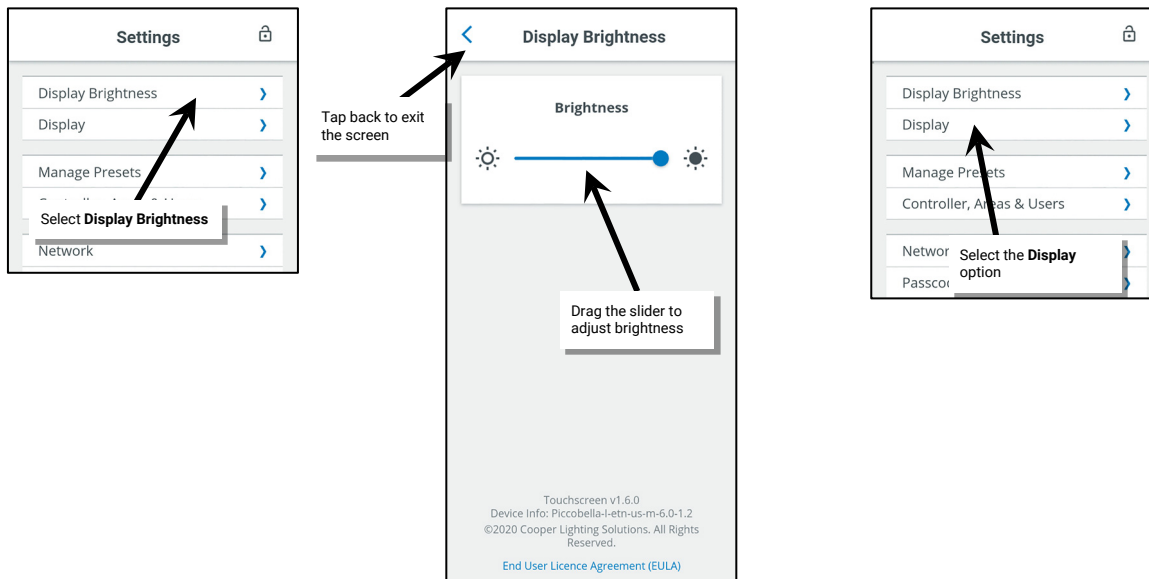 Settings
Display Brightness
Display
Manage Presets
Select Display Brightness
Network
Tap back to exit
the screen
Display Brightness
Brightness
Drag the slider to
adjust brightness
Touchscreen v1.6.0
Device Info: Piccobella-I-etn-us-m-6.0-1.2
©2020 Cooper Lighting Solutions. All Rights
Reserved.
End User Licence Agreement (EULA)
Settings
Display Brightness
Display
Manage Presets
Controller, Areas & Users
Select the Display
option